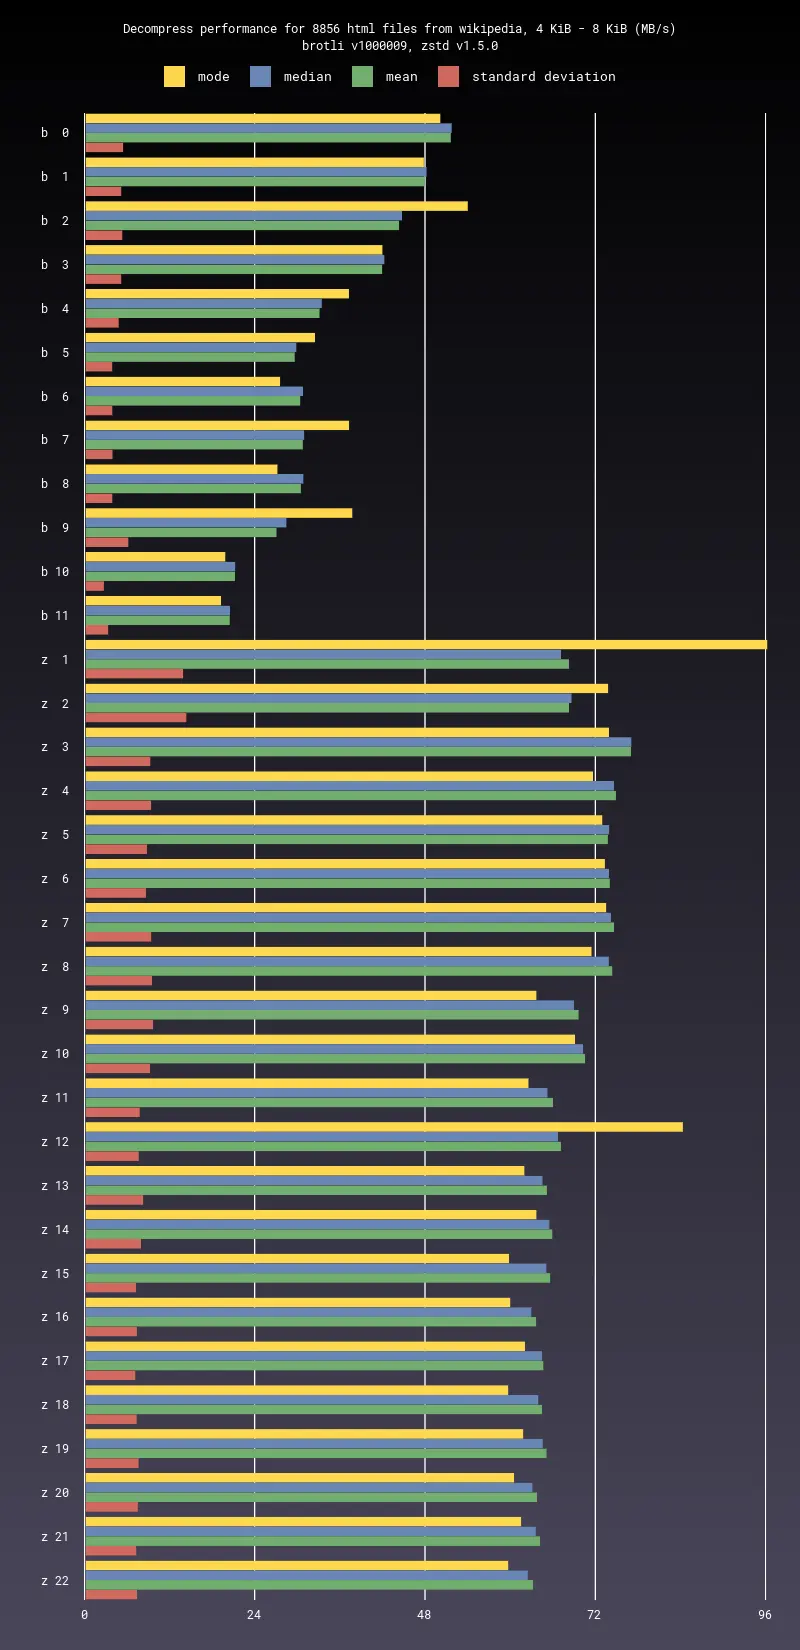 Decompress performance for 8856 html files from wikipedia, 4 KiB - 8 KiB (MB/s)
brotli v1000009, zstd v1.5.0
mode median mean standard deviation
b 0
b 1
b 2
b 3
b 4
b 5
b 6
b 7
b 8
b 9
b 10
b 11
z 1
z 2
z 3
z 4
z 5
z 6
z 7
z 8
z 9
z 10
z 11
z 12
z 13
z 14
z 15
z 16
z 17
z 18
z 19
z 20
z 21
z 22
0 24 48 72 96